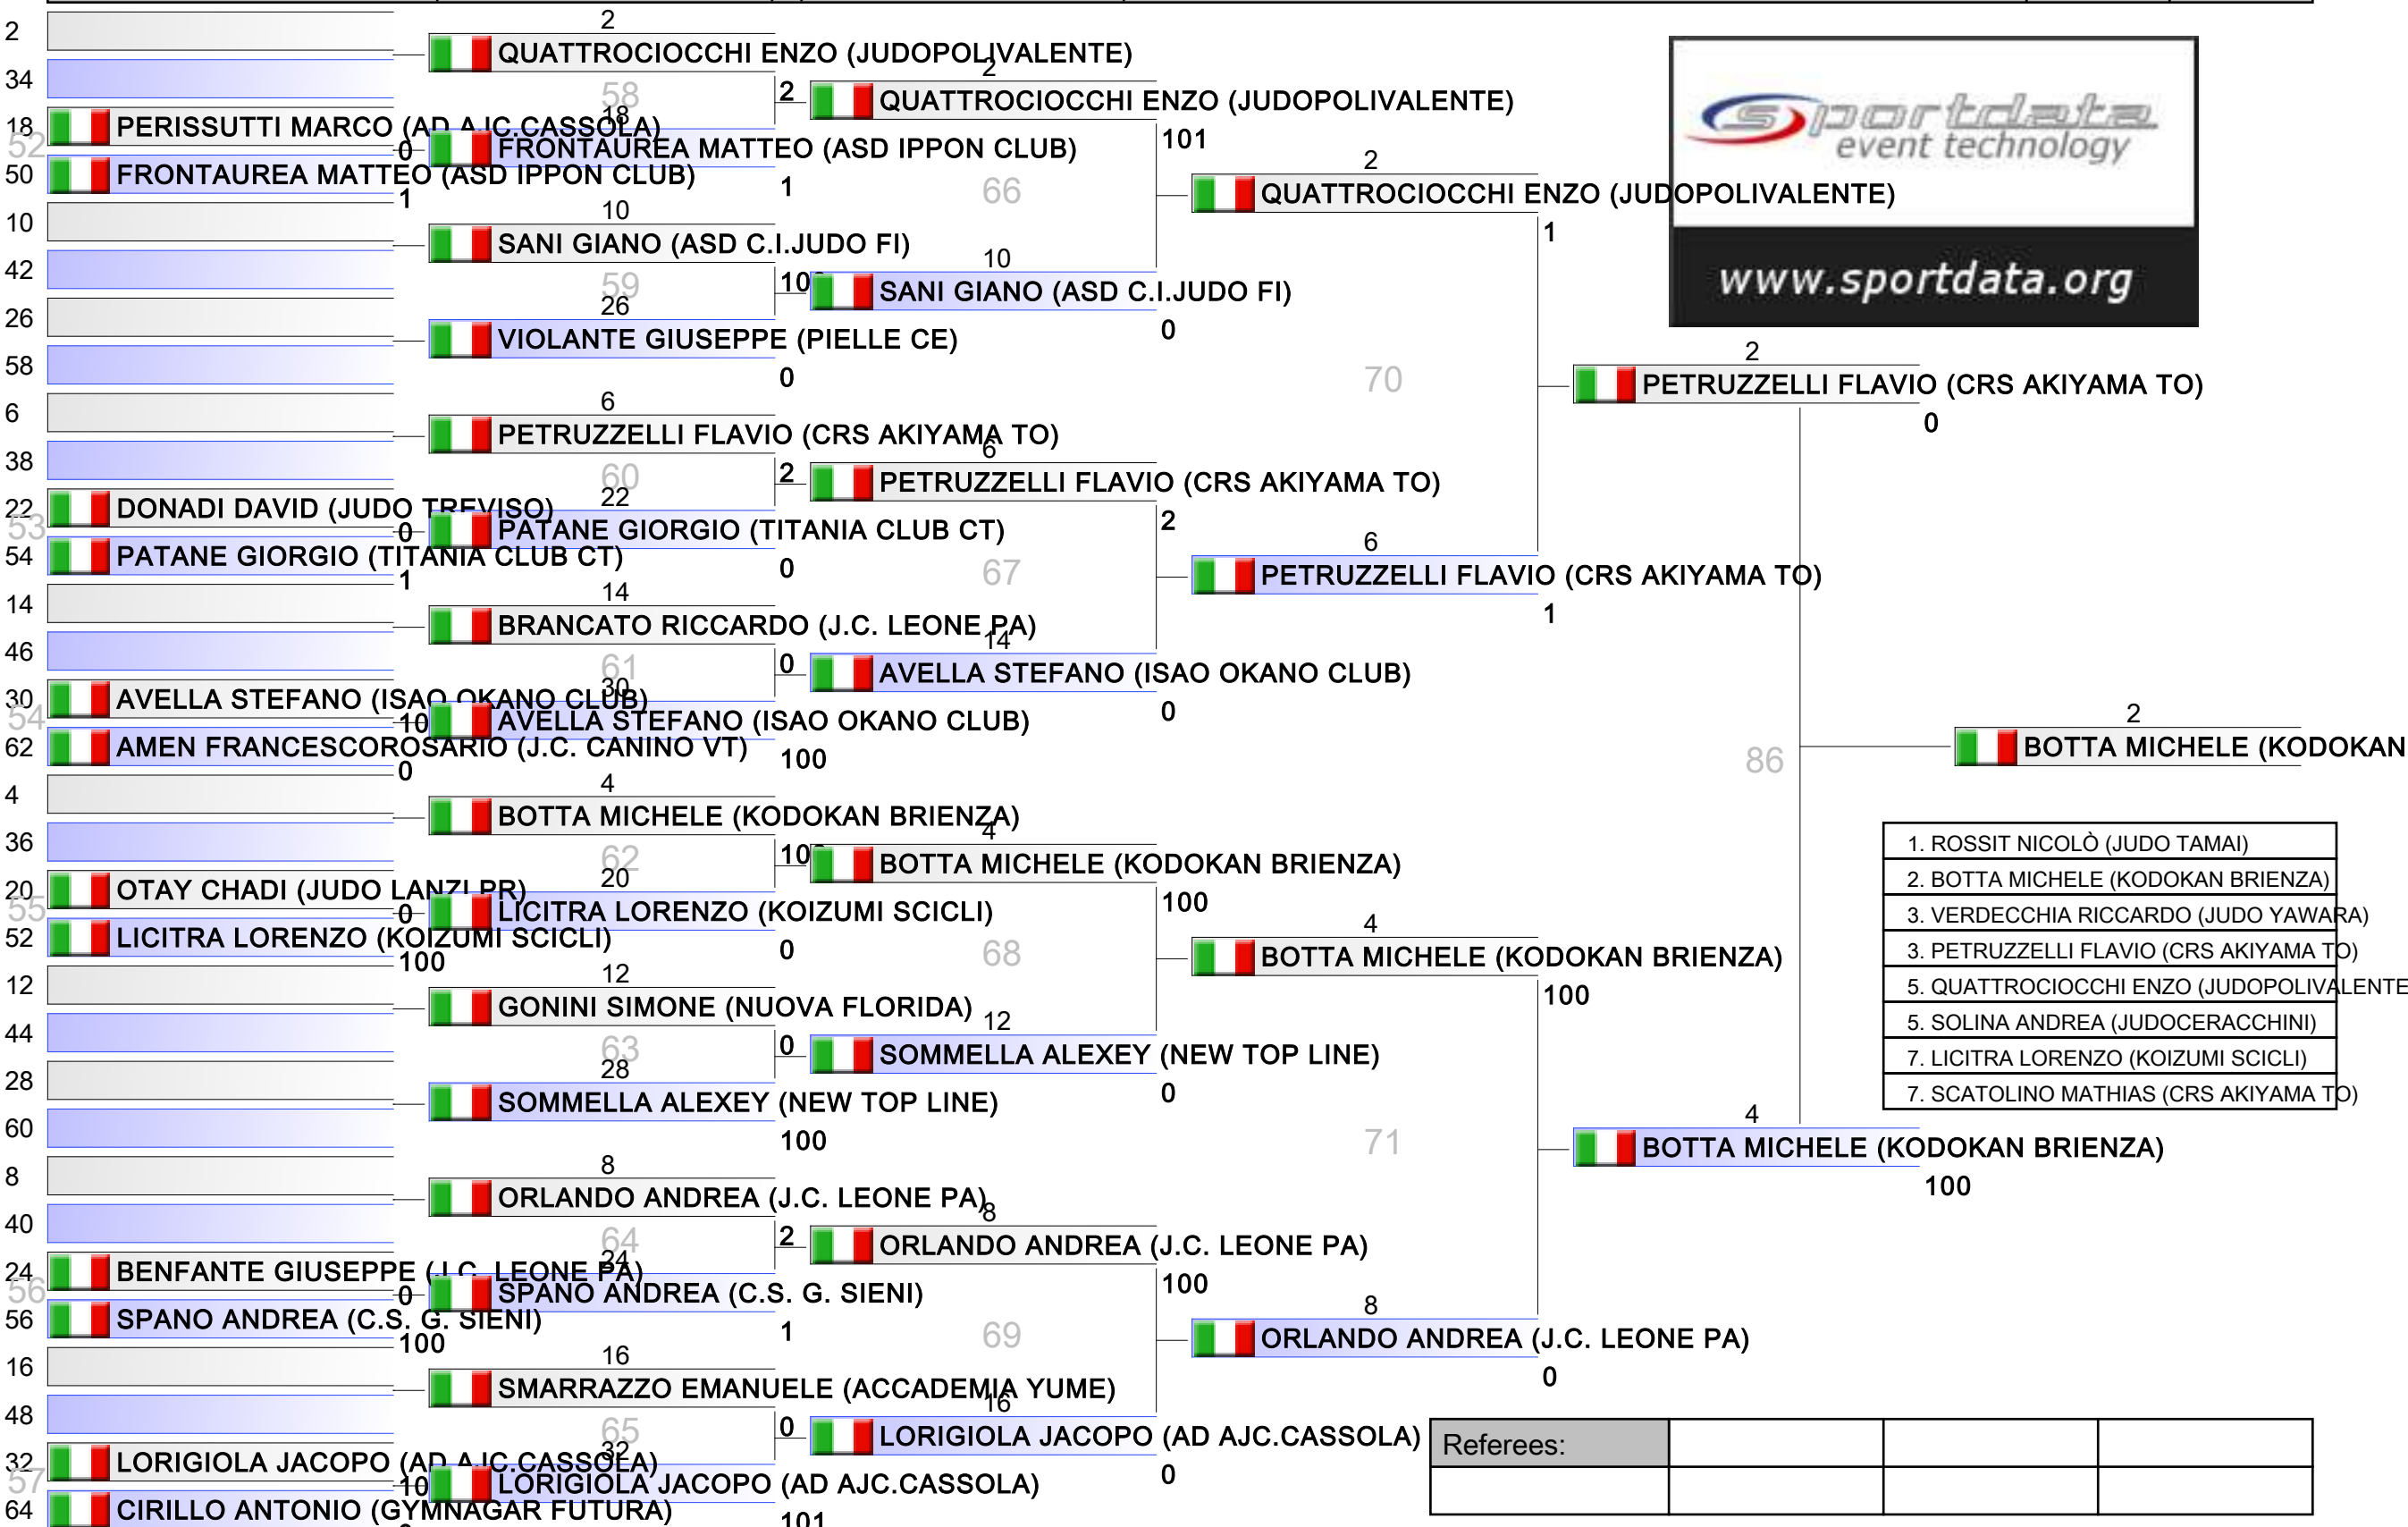 2
34
18
52
PERISSUTTI MARCO (AD AJC.CASSOLA)
0
50
FRONTAUREA MATTEO (ASD IPPON CLUB)
1
10
42
26
58
6
38
22
53
DONADI DAVID (JUDO TREVISO)
0
54
PATANE GIORGIO (TITANIA CLUB CT)
1
14
46
30
54
AVELLA STEFANO (ISAO OKANO CLUB)
62
AMEN FRANCESCOROSARIO (J.C. CANINO VT)
0
4
36
20
55
OTAY CHADI (JUDO LANZI PR)
0
52
LICITRA LORENZO (KOIZUMI SCICLI)
100
12
44
28
60
8
40
24
56
BENFANTE GIUSEPPE (J.C. LEONE PA)
0
56
SPANO ANDREA (C.S. G. SIENI)
100
16
48
32
57
LORIGIOLA JACOPO (AD AJC.CASSOLA)
64
CIRILLO ANTONIO (GYMNAGAR FUTURA)
2
QUATTROCIOCCHI ENZO (JUDOPOLIVALENTE)
2
58
18
FRONTAUREA MATTEO (ASD IPPON CLUB)
1
10
SANI GIANO (ASD C.I.JUDO FI)
59
26
VIOLANTE GIUSEPPE (PIELLE CE)
0
6
PETRUZZELLI FLAVIO (CRS AKIYAMA TO)
2
60
22
PATANE GIORGIO (TITANIA CLUB CT)
0
14
BRANCATO RICCARDO (J.C. LEONE PA)
0
61
30
AVELLA STEFANO (ISAO OKANO CLUB)
100
4
BOTTA MICHELE (KODOKAN BRIENZA)
62
20
LICITRA LORENZO (KOIZUMI SCICLI)
0
12
GONINI SIMONE (NUOVA FLORIDA)
0
63
28
SOMMELLA ALEXEY (NEW TOP LINE)
100
8
ORLANDO ANDREA (J.C. LEONE PA)
2
64
24
SPANO ANDREA (C.S. G. SIENI)
1
16
SMARRAZZO EMANUELE (ACCADEMIA YUME)
0
65
32
LORIGIOLA JACOPO (AD AJC.CASSOLA)
101
2
QUATTROCIOCCHI ENZO (JUDOPOLIVALENTE)
101
66
10
SANI GIANO (ASD C.I.JUDO FI)
0
6
PETRUZZELLI FLAVIO (CRS AKIYAMA TO)
2
67
14
AVELLA STEFANO (ISAO OKANO CLUB)
0
4
BOTTA MICHELE (KODOKAN BRIENZA)
100
68
12
SOMMELLA ALEXEY (NEW TOP LINE)
0
8
ORLANDO ANDREA (J.C. LEONE PA)
100
69
16
LORIGIOLA JACOPO (AD AJC.CASSOLA)
0
2
QUATTROCIOCCHI ENZO (JUDOPOLIVALENTE)
1
70
6
PETRUZZELLI FLAVIO (CRS AKIYAMA TO)
1
4
BOTTA MICHELE (KODOKAN BRIENZA)
100
71
8
ORLANDO ANDREA (J.C. LEONE PA)
0
sportdata
event technology
www.sportdata.org
2
PETRUZZELLI FLAVIO (CRS AKIYAMA TO)
0
86
4
BOTTA MICHELE (KODOKAN BRIENZA)
100
2
BOTTA MICHELE (KODOKAN
1. ROSSIT NICOLÒ (JUDO TAMAI)
2. BOTTA MICHELE (KODOKAN BRIENZA)
3. VERDECCHIA RICCARDO (JUDO YAWARA)
3. PETRUZZELLI FLAVIO (CRS AKIYAMA TO)
5. QUATTROCIOCCHI ENZO (JUDOPOLIVALENTE
5. SOLINA ANDREA (JUDOCERACCHINI)
7. LICITRA LORENZO (KOIZUMI SCICLI)
7. SCATOLINO MATHIAS (CRS AKIYAMA TO)
Referees: